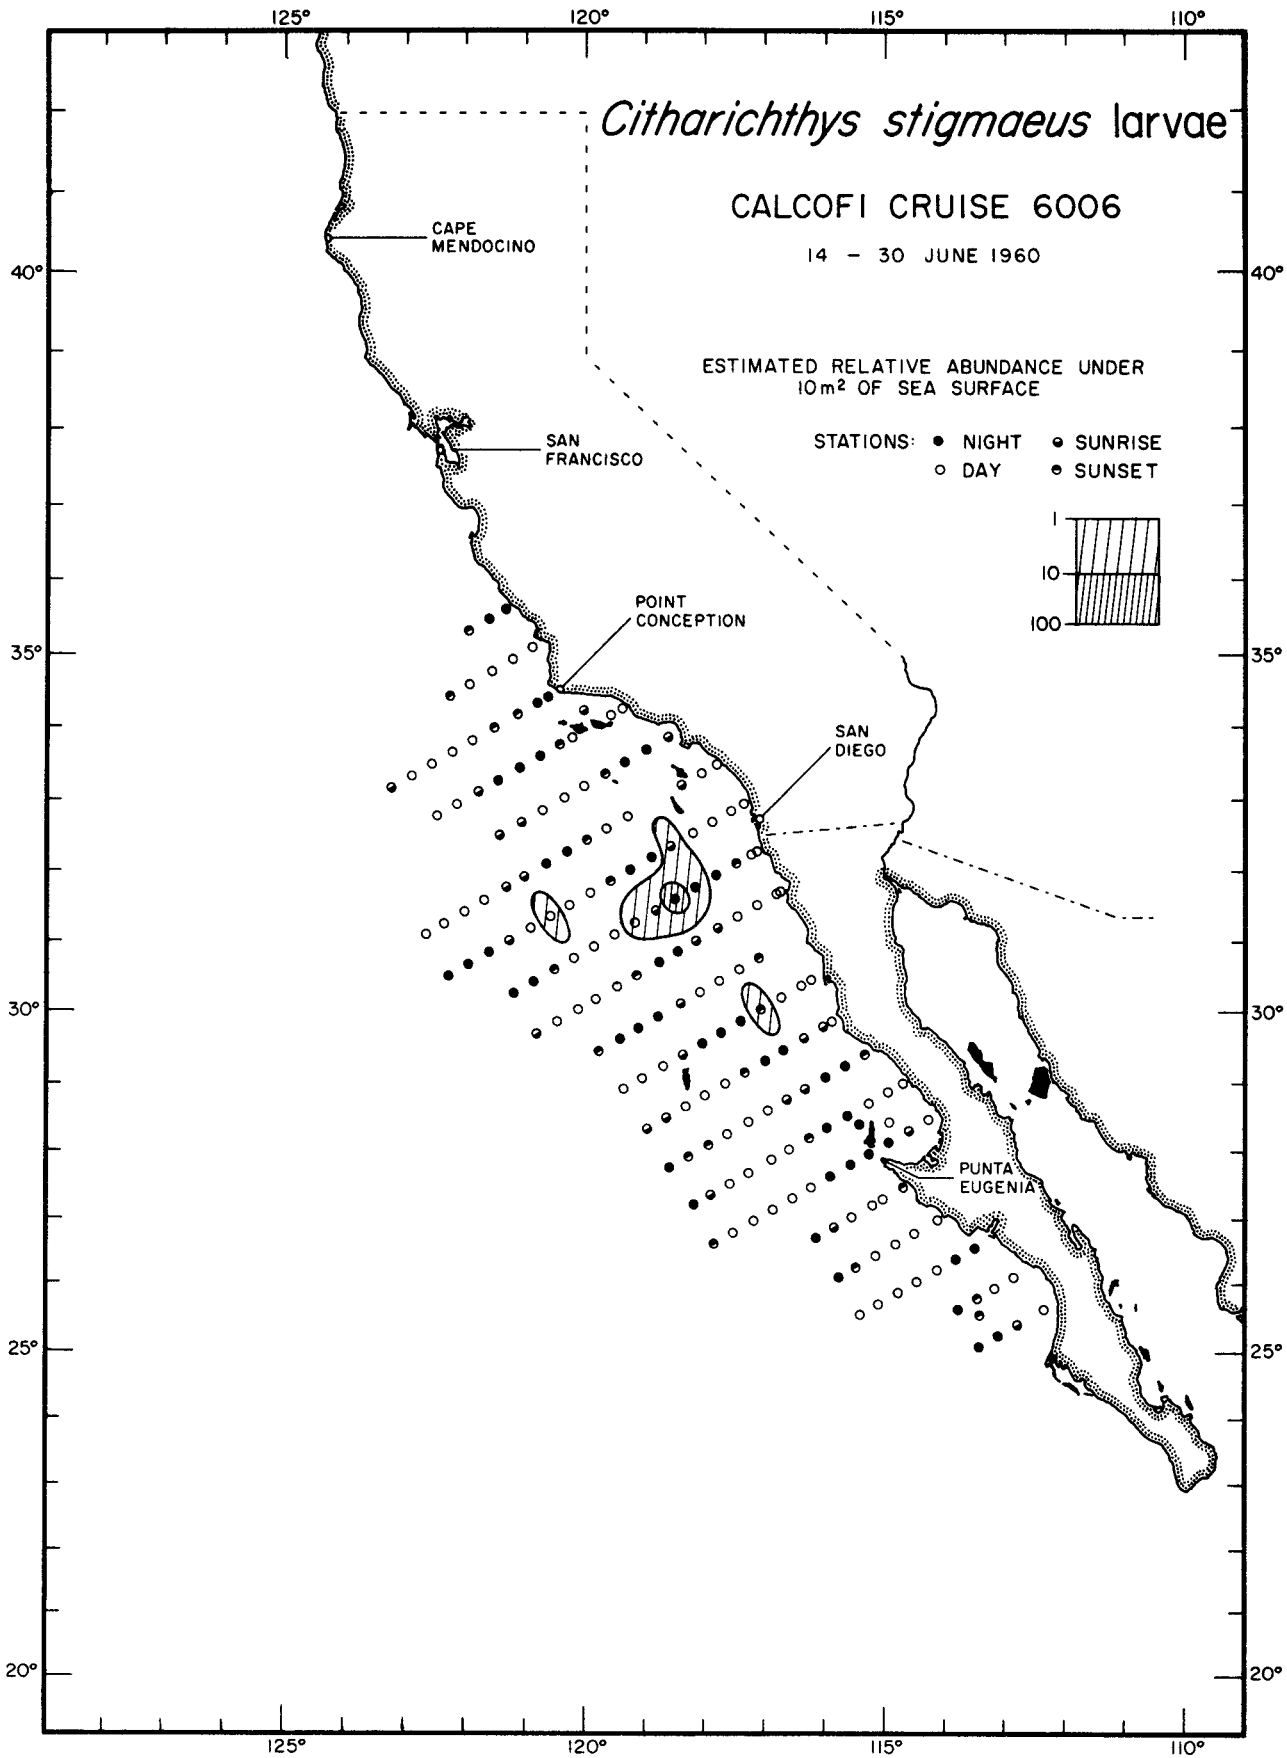 125° 120° 115° 110°
Citharichthys stigmaeus larvae
CALCOFI CRUISE 6006
14 – 30 JUNE 1960
CAPE
MENDOCINO
40° 40°
ESTIMATED RELATIVE ABUNDANCE UNDER
10m² OF SEA SURFACE
STATIONS: ● NIGHT ◒ SUNRISE
○ DAY ◓ SUNSET
SAN
FRANCISCO
1
10
100
POINT
CONCEPTION
35° 35°
SAN
DIEGO
30° 30°
PUNTA
EUGENIA
25° 25°
20° 20°
125° 120° 115° 110°